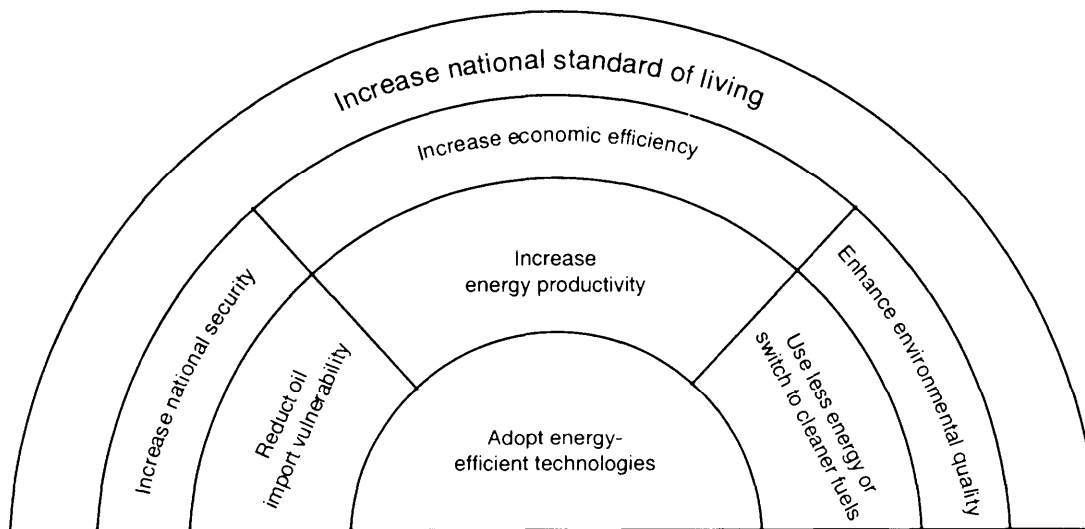 Increase national standard of living
Increase economic efficiency
Increase national security
Increase
energy productivity
Enhance environmental quality
Reduct oil
import vulnerability
Use less energy or
switch to cleaner fuels
Adopt energy-
efficient technologies